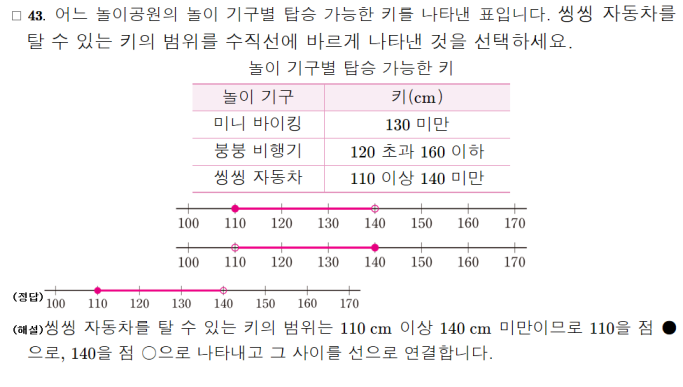 □ 43. 어느 놀이공원의 놀이 기구별 탑승 가능한 키를 나타낸 표입니다. 씽씽 자동차를
탈 수 있는 키의 범위를 수직선에 바르게 나타낸 것을 선택하세요.
놀이 기구별 탑승 가능한 키
놀이 기구 키(cm)
미니 바이킹 130 미만
붕붕 비행기 120 초과 160 이하
씽씽 자동차 110 이상 140 미만
100 110 120 130 140 150 160 170
100 110 120 130 140 150 160 170
(정답) 100 110 120 130 140 150 160 170
(해설)씽씽 자동차를 탈 수 있는 키의 범위는 110 cm 이상 140 cm 미만이므로 110을 점 ●
으로, 140을 점 ○으로 나타내고 그 사이를 선으로 연결합니다.